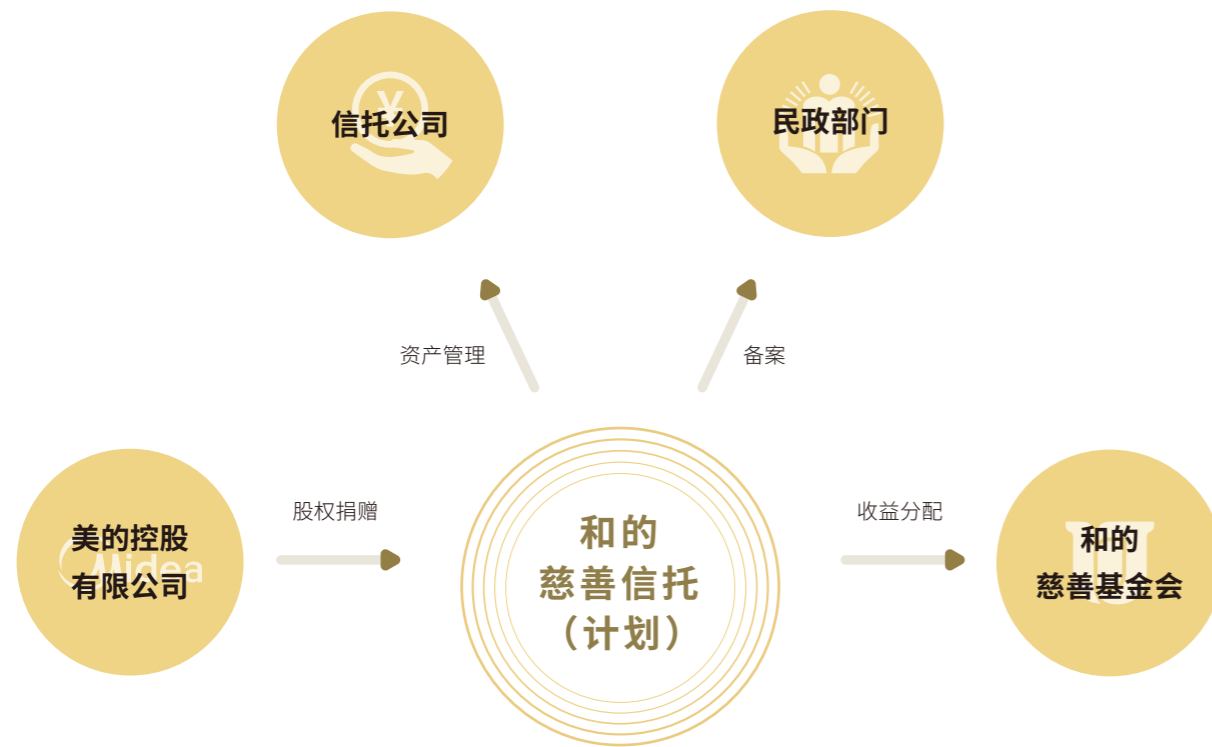 信托公司
民政部门
资产管理
备案
美的控股
有限公司
Midea
股权捐赠
和的
慈善信托
（计划）
收益分配
和的
慈善基金会